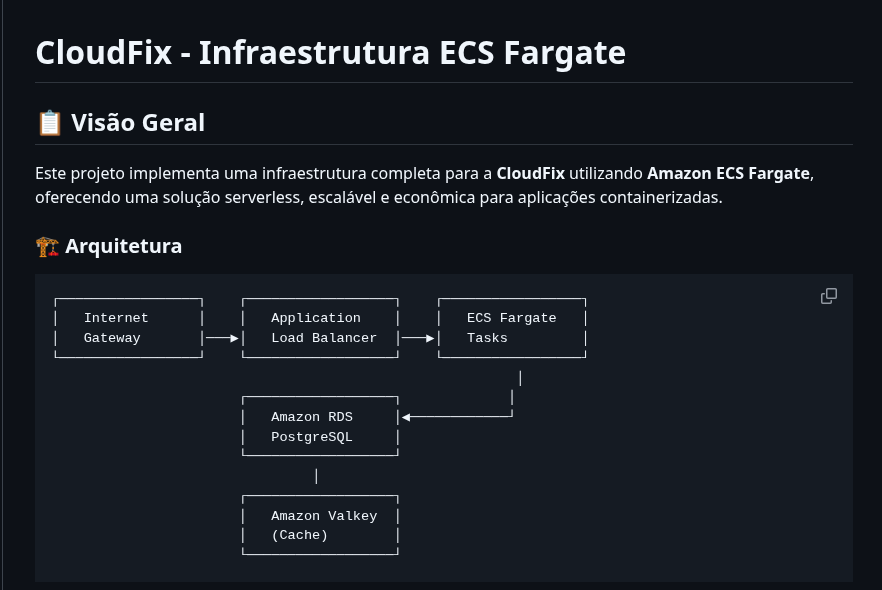 CloudFix - Infraestrutura ECS Fargate
📋 Visão Geral
Este projeto implementa uma infraestrutura completa para a CloudFix utilizando Amazon ECS Fargate,
oferecendo uma solução serverless, escalável e econômica para aplicações containerizadas.
🏗️ Arquitetura
Internet Application ECS Fargate
Gateway Load Balancer Tasks
Amazon RDS
PostgreSQL
Amazon Valkey
(Cache)